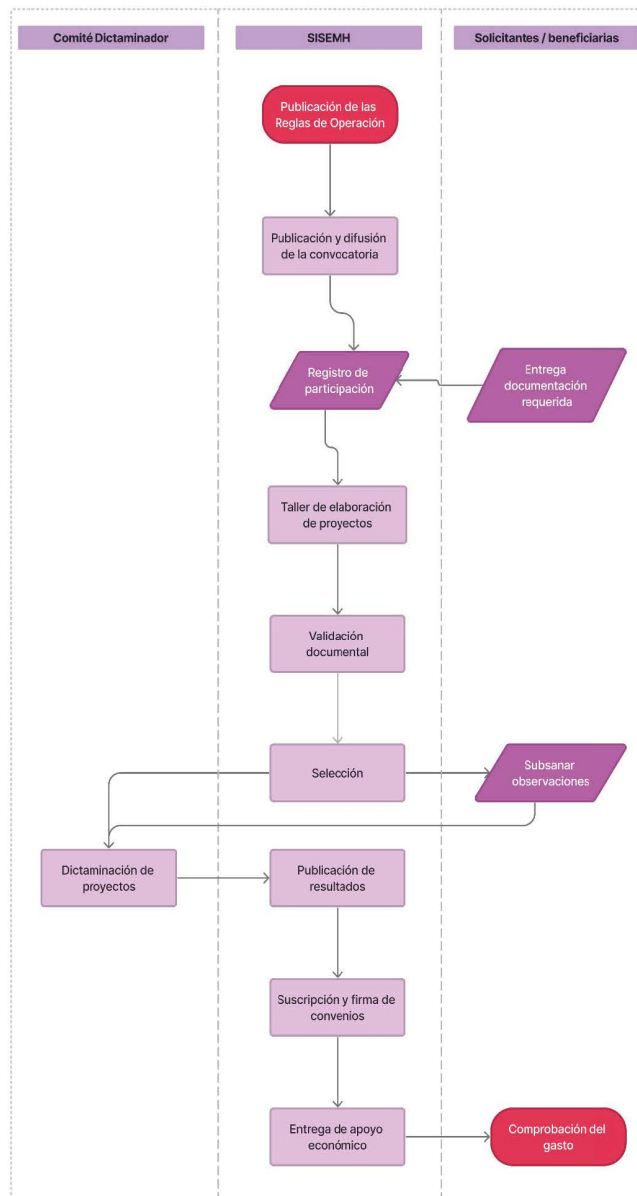 Comité Dictaminador
SISEMH
Solicitantes / beneficiarias
Publicación de las
Reglas de Operación
Publicación y difusión
de la convocatoria
Registro de
participación
Entrega
documentación
requerida
Taller de elaboración
de proyectos
Validación
documental
Selección
Subsanar
observaciones
Dictaminación de
proyectos
Publicación de
resultados
Suscripción y firma de
convenios
Entrega de apoyo
económico
Comprobación del
gasto